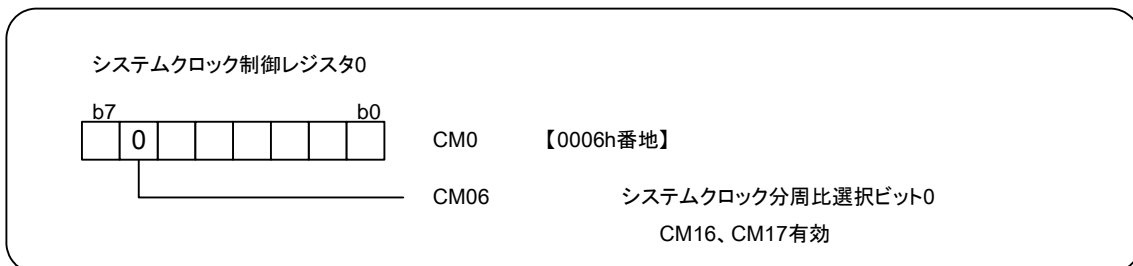 システムクロック制御レジスタ0
b7 b0
0 CM0 【0006h番地】
CM06 システムクロック分周比選択ビット0
CM16、CM17有効